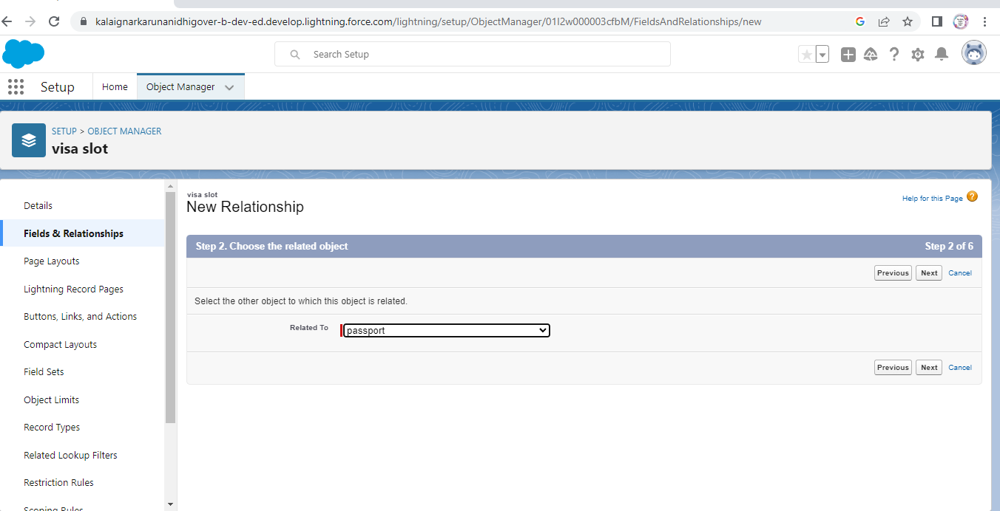 kalaignarkarunanidhigover-b-dev-ed.develop.lightning.force.com/lightning/setup/ObjectManager/01I2w000003cfbM/FieldsAndRelationships/new
Search Setup
Setup
Home
Object Manager
SETUP > OBJECT MANAGER
visa slot
Details
Fields & Relationships
Page Layouts
Lightning Record Pages
Buttons, Links, and Actions
Compact Layouts
Field Sets
Object Limits
Record Types
Related Lookup Filters
Restriction Rules
Scoping Rules
visa slot
New Relationship
Help for this Page ?
Step 2. Choose the related object
Step 2 of 6
Previous Next Cancel
Select the other object to which this object is related.
Related To passport
Previous Next Cancel